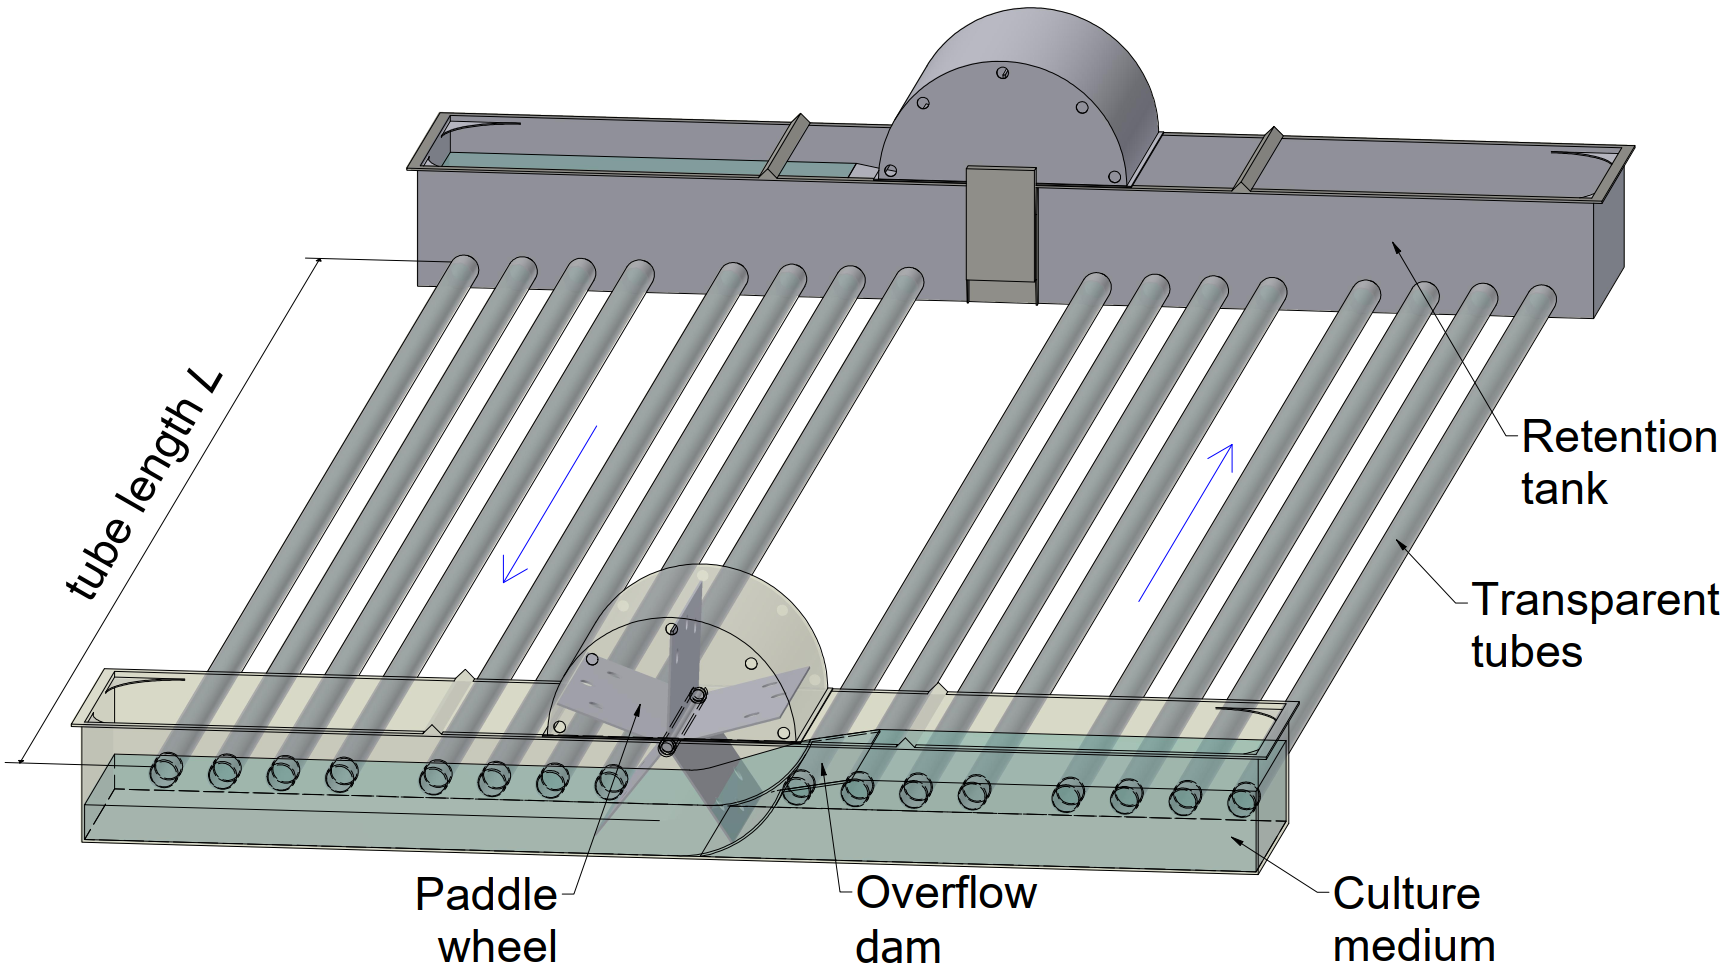 tube length L
Retention
tank
Transparent
tubes
Paddle
wheel
Overflow
dam
Culture
medium